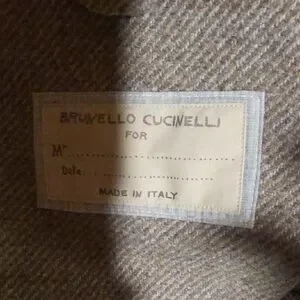 BRUNELLO CUCINELLI
FOR
Mr ....................
Date ....................
MADE IN ITALY